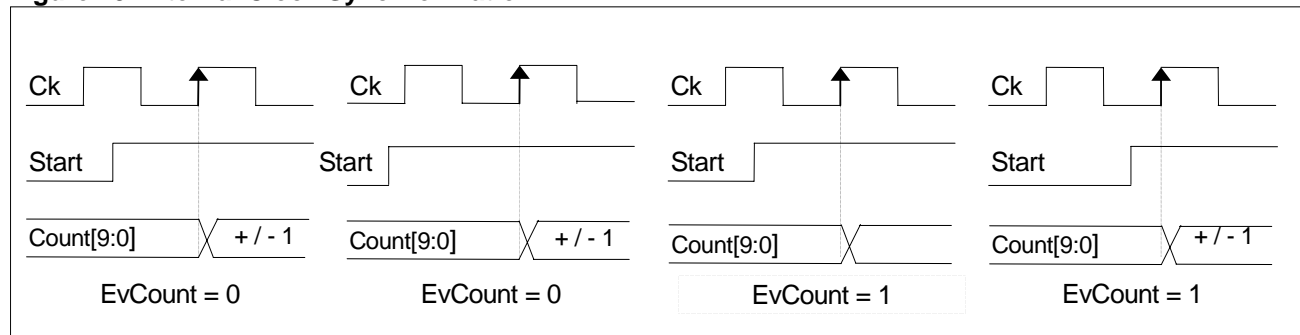 Ck
Ck
Ck
Ck
Start
Start
Start
Start
Count[9:0]
+ / - 1
Count[9:0]
+ / - 1
Count[9:0]
Count[9:0]
+ / - 1
EvCount = 0
EvCount = 0
EvCount = 1
EvCount = 1